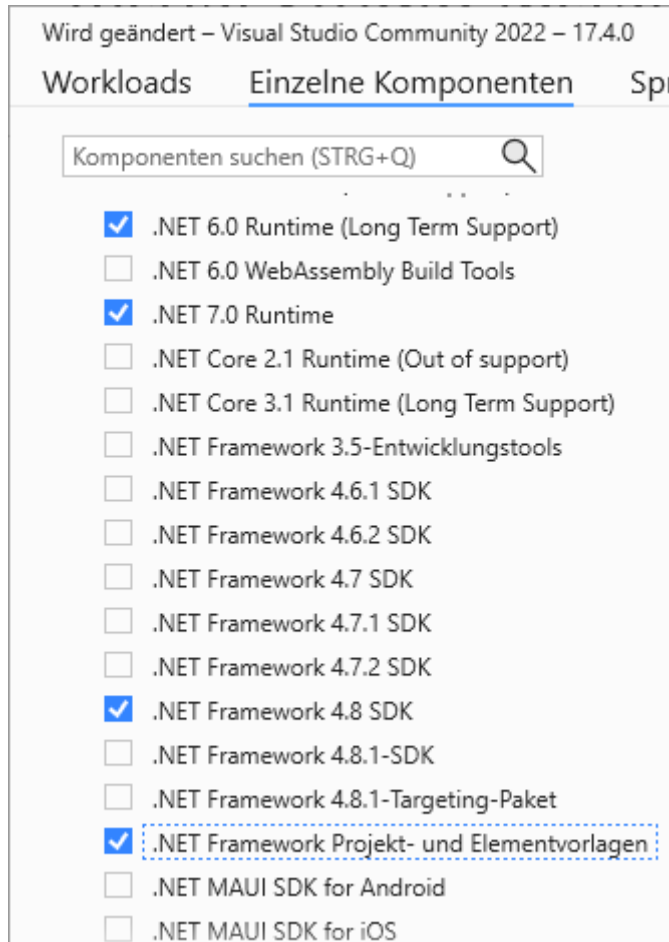 Wird geändert – Visual Studio Community 2022 – 17.4.0
Workloads Einzelne Komponenten
Komponenten suchen (STRG+Q)
.NET 6.0 Runtime (Long Term Support)
.NET 6.0 WebAssembly Build Tools
.NET 7.0 Runtime
.NET Core 2.1 Runtime (Out of support)
.NET Core 3.1 Runtime (Long Term Support)
.NET Framework 3.5-Entwicklungstools
.NET Framework 4.6.1 SDK
.NET Framework 4.6.2 SDK
.NET Framework 4.7 SDK
.NET Framework 4.7.1 SDK
.NET Framework 4.7.2 SDK
.NET Framework 4.8 SDK
.NET Framework 4.8.1-SDK
.NET Framework 4.8.1-Targeting-Paket
.NET Framework Projekt- und Elementvorlagen
.NET MAUI SDK for Android
.NET MAUI SDK for iOS